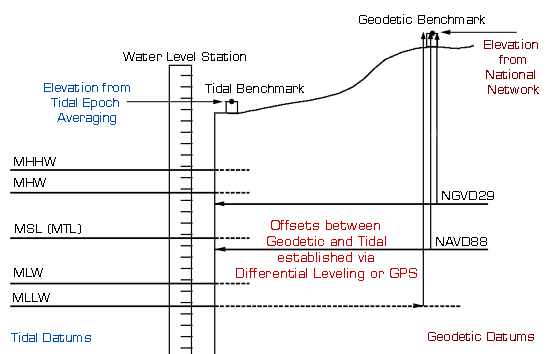 Geodetic Benchmark
Elevation
from
National
Network
Water Level Station
Elevation from
Tidal Epoch
Averaging
Tidal Benchmark
MHHW
MHW
NGVD29
MSL (MTL)
Offsets between
Geodetic and Tidal
established via
Differential Leveling or GPS
NAVD88
MLW
MLLW
Tidal Datums
Geodetic Datums